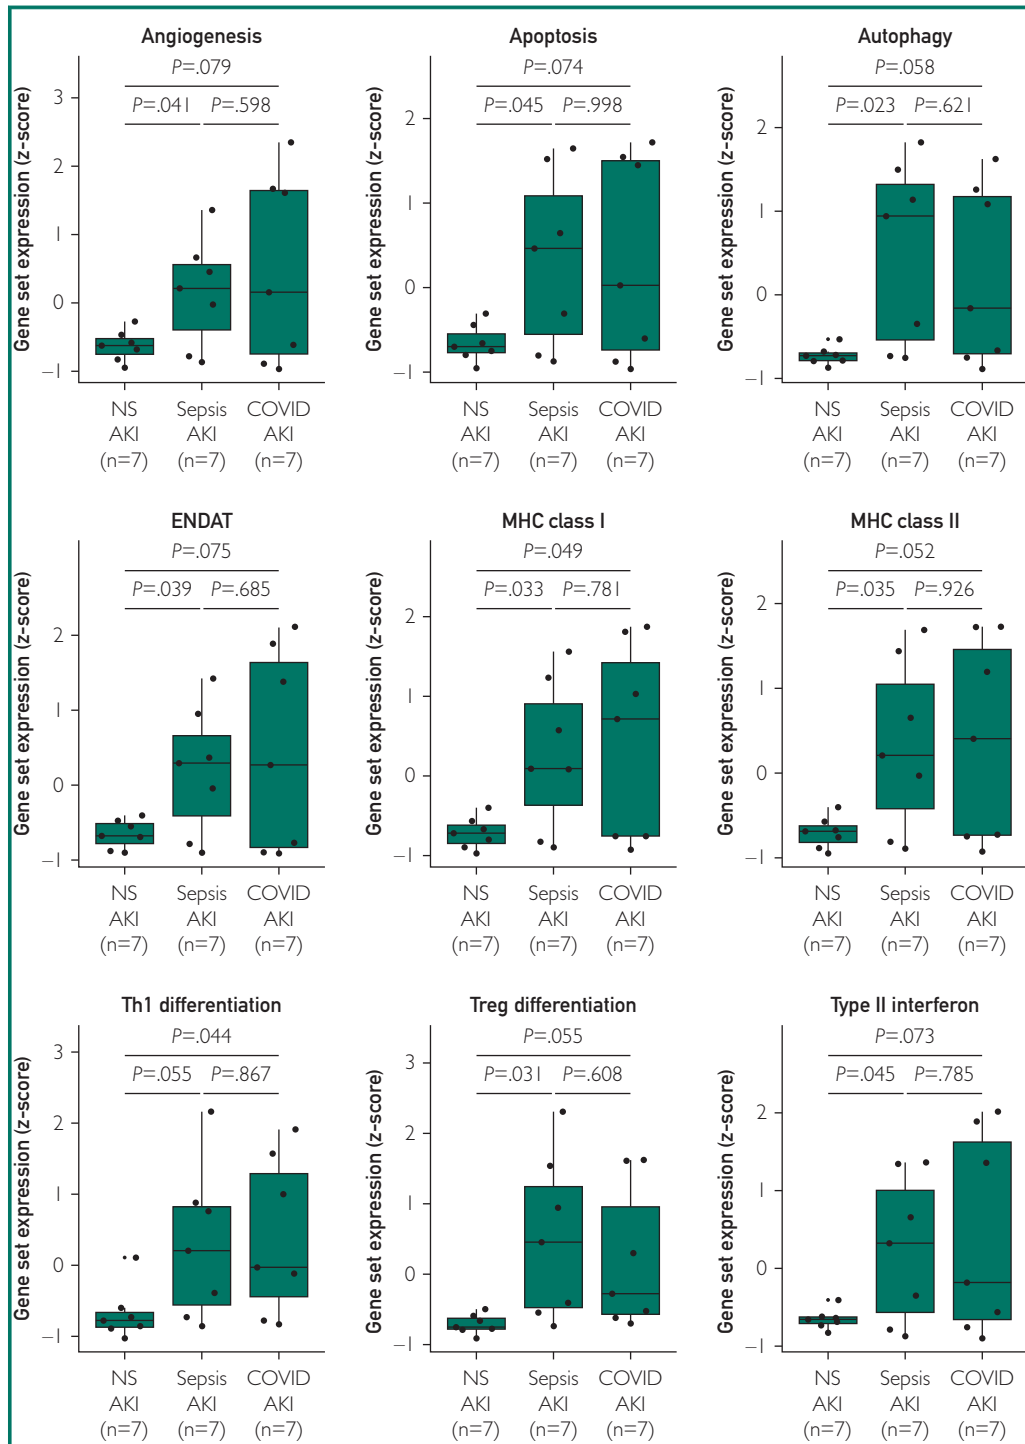 Angiogenesis
Gene set expression (z-score)
P=.079
P=.041
P=.598
3
2
1
0
–1
NS AKI (n=7)
Sepsis AKI (n=7)
COVID AKI (n=7)
Apoptosis
Gene set expression (z-score)
P=.074
P=.045
P=.998
2
1
0
–1
NS AKI (n=7)
Sepsis AKI (n=7)
COVID AKI (n=7)
Autophagy
Gene set expression (z-score)
P=.058
P=.023
P=.621
2
1
0
–1
NS AKI (n=7)
Sepsis AKI (n=7)
COVID AKI (n=7)
ENDAT
Gene set expression (z-score)
P=.075
P=.039
P=.685
2
1
0
–1
NS AKI (n=7)
Sepsis AKI (n=7)
COVID AKI (n=7)
MHC class I
Gene set expression (z-score)
P=.049
P=.033
P=.781
2
1
0
–1
NS AKI (n=7)
Sepsis AKI (n=7)
COVID AKI (n=7)
MHC class II
Gene set expression (z-score)
P=.052
P=.035
P=.926
2
1
0
–1
NS AKI (n=7)
Sepsis AKI (n=7)
COVID AKI (n=7)
Th1 differentiation
Gene set expression (z-score)
P=.044
P=.055
P=.867
3
2
1
0
–1
NS AKI (n=7)
Sepsis AKI (n=7)
COVID AKI (n=7)
Treg differentiation
Gene set expression (z-score)
P=.055
P=.031
P=.608
3
2
1
0
–1
NS AKI (n=7)
Sepsis AKI (n=7)
COVID AKI (n=7)
Type II interferon
Gene set expression (z-score)
P=.073
P=.045
P=.785
2
1
0
–1
NS AKI (n=7)
Sepsis AKI (n=7)
COVID AKI (n=7)